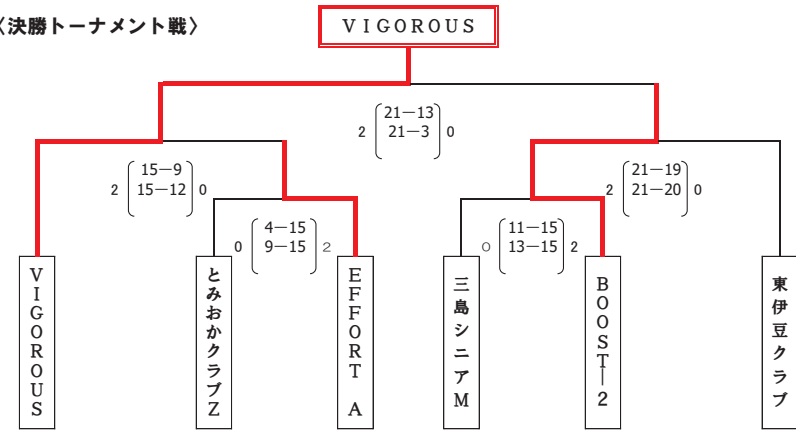 〈決勝トーナメント戦〉
VIGOROUS
21－13
2 21－3 0
15－9
2 15－12 0
21－19
2 21－20 0
4－15
0 9－15 2
11－15
0 13－15 2
VIGOROUS
とみおかクラブZ
EFFORT A
三島シニアM
BOOST―2
東伊豆クラブ